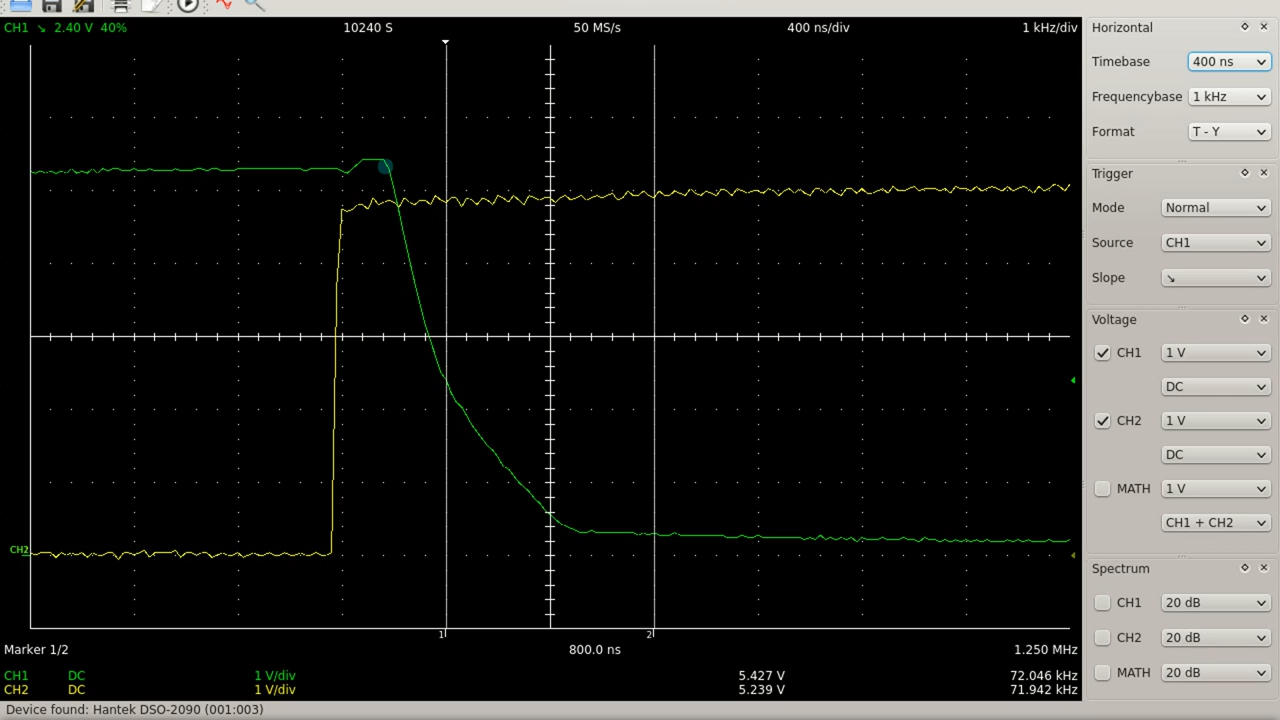 CH1 ↘ 2.40 V 40% 10240 S 50 MS/s 400 ns/div 1 kHz/div
CH2
1 2
Marker 1/2 800.0 ns 1.250 MHz
CH1 DC 1 V/div 5.427 V 72.046 kHz
CH2 DC 1 V/div 5.239 V 71.942 kHz
Device found: Hantek DSO-2090 (001:003)
Horizontal
Timebase 400 ns
Frequencybase 1 kHz
Format T - Y
Trigger
Mode Normal
Source CH1
Slope ↘
Voltage
CH1 1 V
DC
CH2 1 V
DC
MATH 1 V
CH1 + CH2
Spectrum
CH1 20 dB
CH2 20 dB
MATH 20 dB